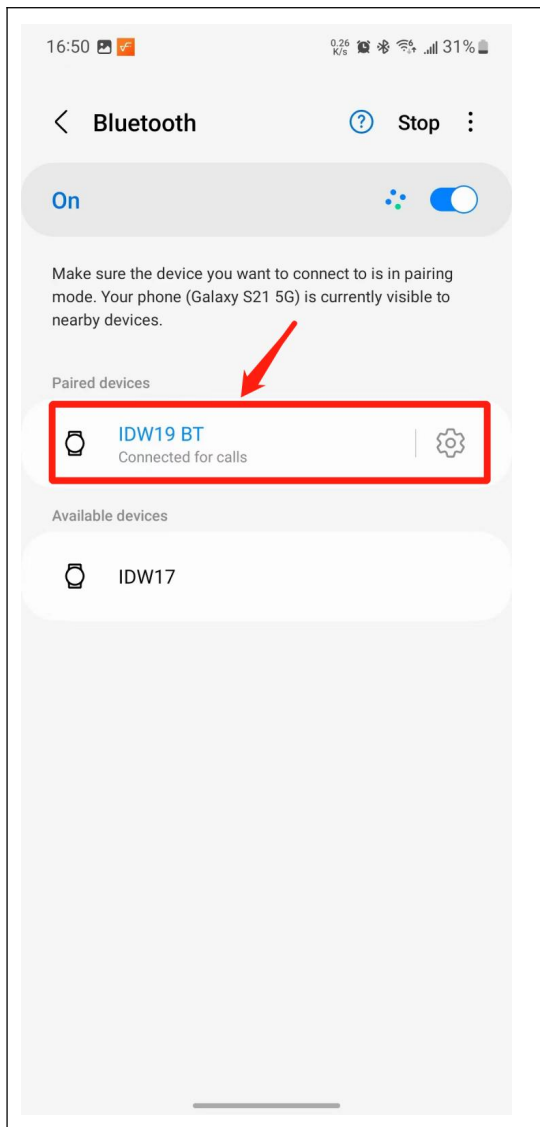 16:50 0.26 K/s 31%
Bluetooth ? Stop
On
Make sure the device you want to connect to is in pairing
mode. Your phone (Galaxy S21 5G) is currently visible to
nearby devices.
Paired devices
IDW19 BT
Connected for calls
Available devices
IDW17